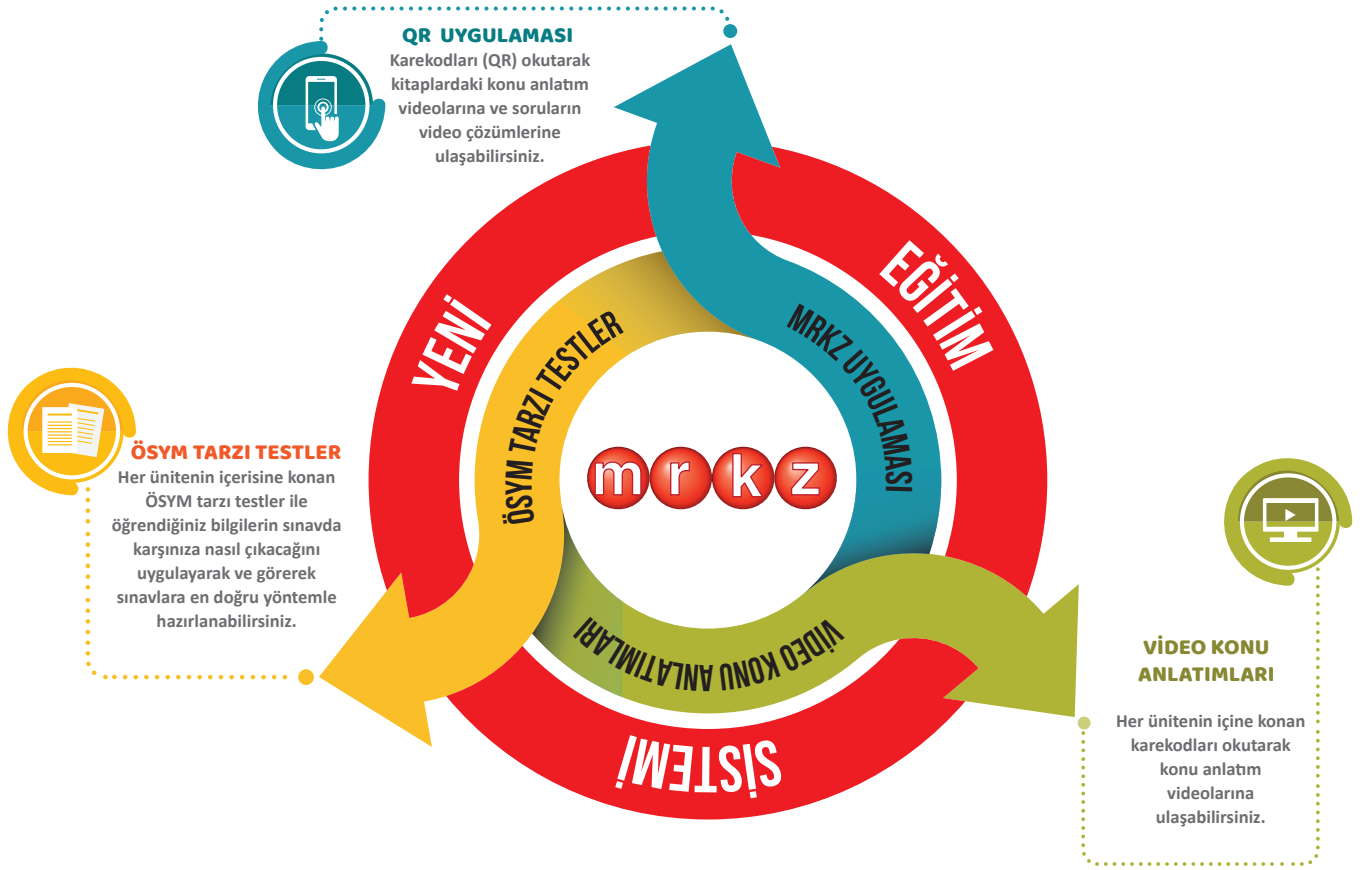 QR UYGULAMASI
Karekodları (QR) okutarak
kitaplardaki konu anlatım
videolarına ve soruların
video çözümlerine
ulaşabilirsiniz.
YENİ
EĞİTİM
SİSTEMİ
ÖSYM TARZI TESTLER
MRKZ UYGULAMASI
VİDEO KONU ANLATIMLARI
mrkz
ÖSYM TARZI TESTLER
Her ünitenin içerisine konan
ÖSYM tarzı testler ile
öğrendiğiniz bilgilerin sınavda
karşınıza nasıl çıkacağını
uygulayarak ve görerek
sınavlara en doğru yöntemle
hazırlanabilirsiniz.
VİDEO KONU
ANLATIMLARI
Her ünitenin içine konan
karekodları okutarak
konu anlatım
videolarına
ulaşabilirsiniz.